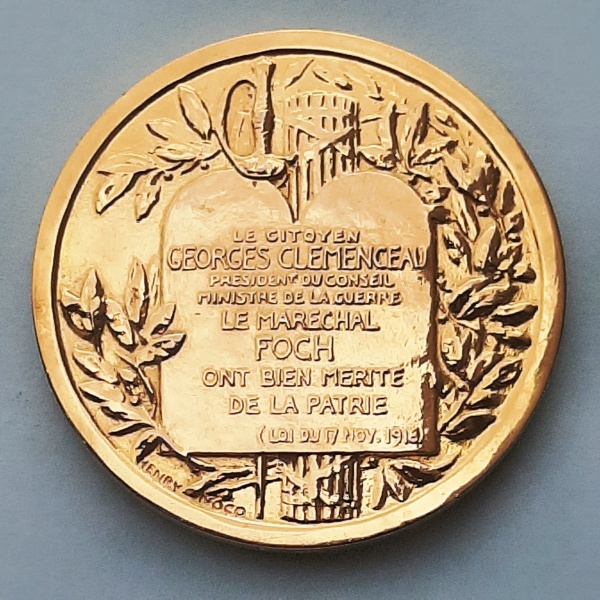 LE CITOYEN
GEORGES CLEMENCEAU
PRESIDENT DU CONSEIL
MINISTRE DE LA GUERRE
LE MARECHAL
FOCH
ONT BIEN MERITE
DE LA PATRIE
(LOI DU 17 NOV. 1918)
HENRY NOCQ